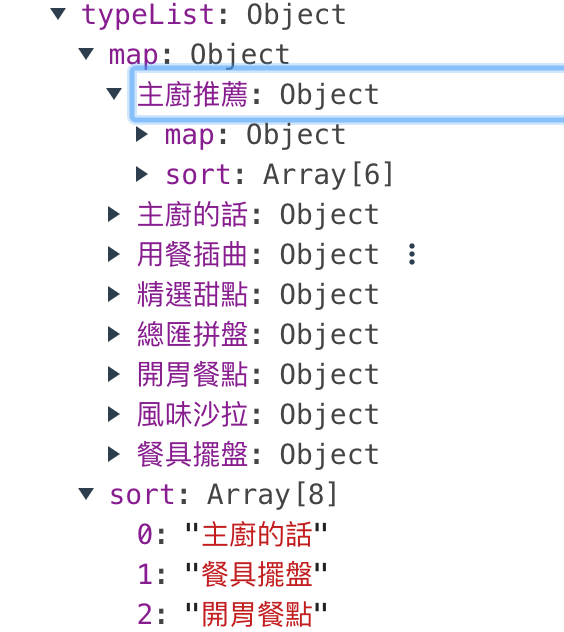 typeList: Object
map: Object
主廚推薦: Object
map: Object
sort: Array[6]
主廚的話: Object
用餐插曲: Object
精選甜點: Object
總匯拼盤: Object
開胃餐點: Object
風味沙拉: Object
餐具擺盤: Object
sort: Array[8]
0: "主廚的話"
1: "餐具擺盤"
2: "開胃餐點"